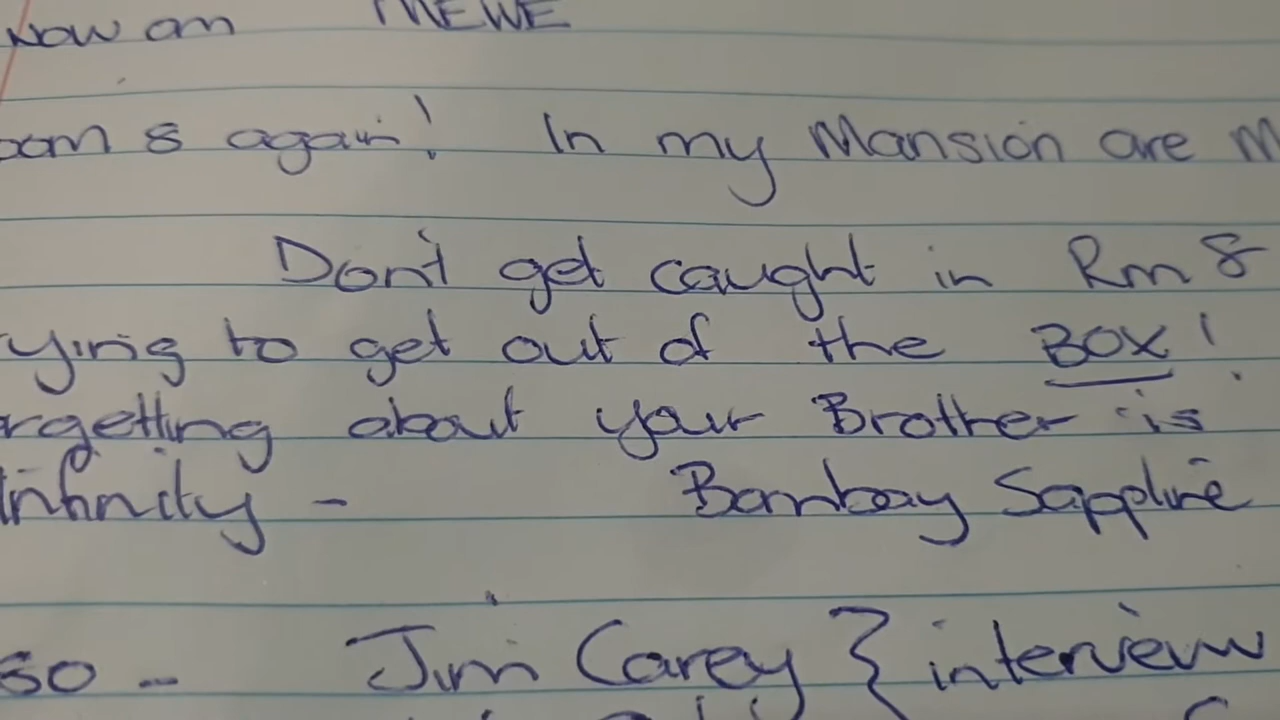 Now am MEWE
oom 8 again! In my Mansion are M
Don't get caught in Rm 8
ying to get out of the BOX!
rgetting about your Brother is
Infinity - Bombay Sapphire
so - Jim Carey } interview